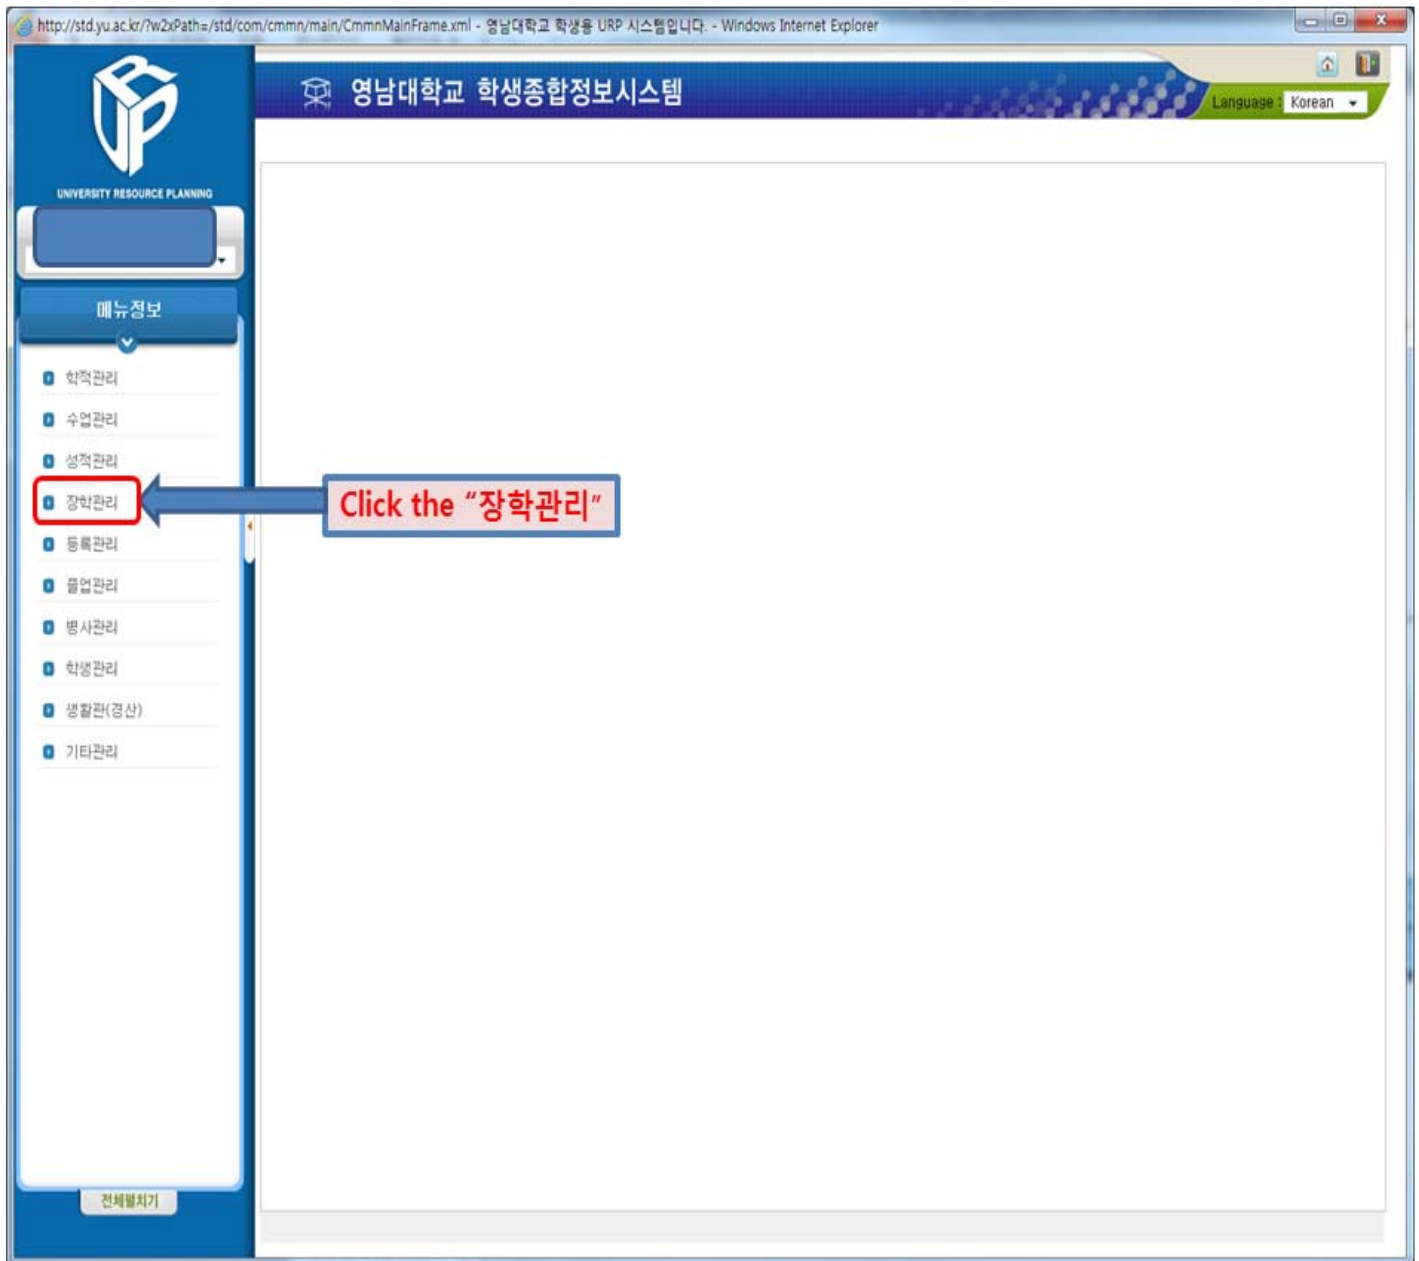 http://std.yu.ac.kr/?w2xPath=/std/com/cmmn/main/CmmnMainFrame.xml - 영남대학교 학생용 URP 시스템입니다. - Windows Internet Explorer
영남대학교 학생종합정보시스템
Language : Korean
UNIVERSITY RESOURCE PLANNING
메뉴정보
학적관리
수업관리
성적관리
장학관리
Click the “장학관리”
등록관리
졸업관리
병사관리
학생관리
생활관(경산)
기타관리
전체펼치기